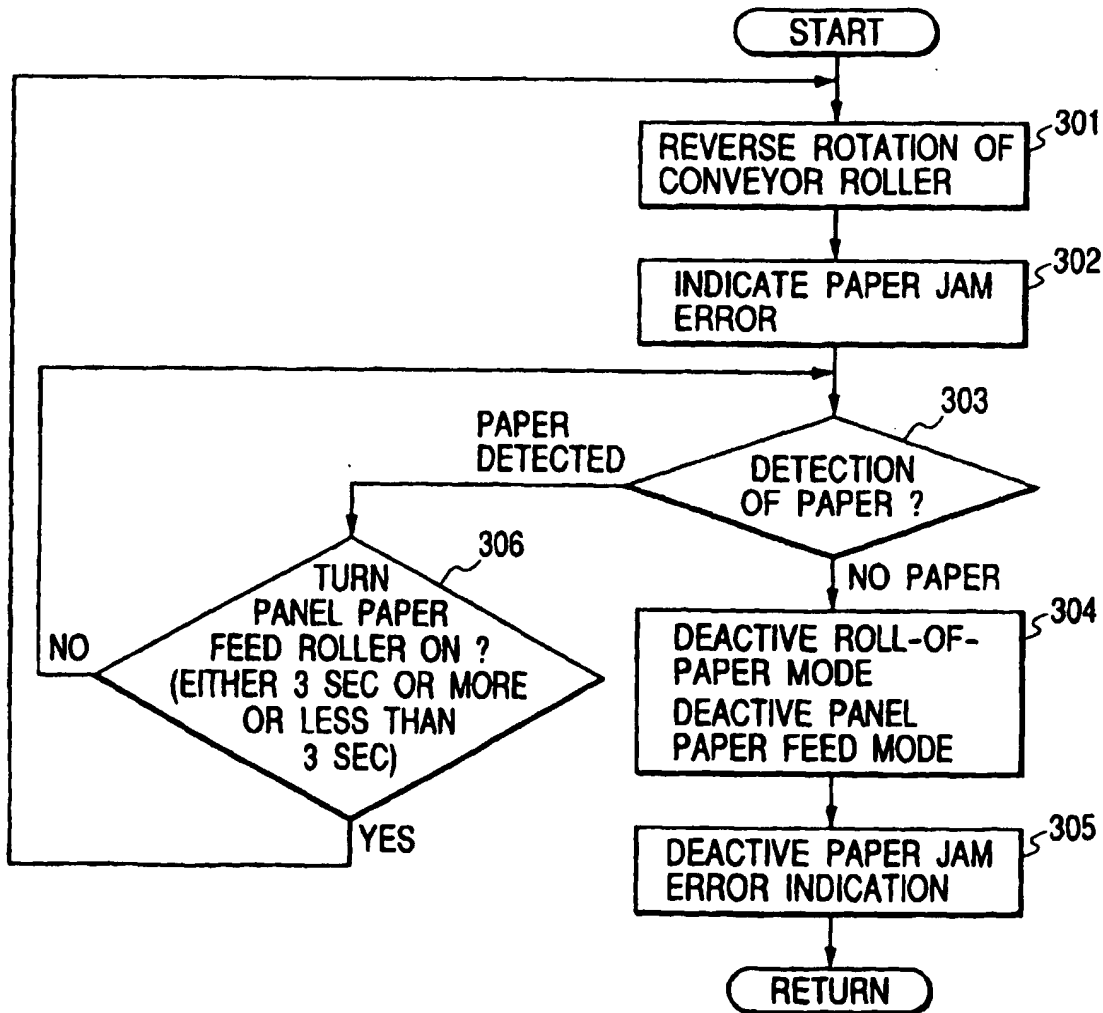 START
301
REVERSE ROTATION OF
CONVEYOR ROLLER
302
INDICATE PAPER JAM
ERROR
303
PAPER
DETECTED
DETECTION
OF PAPER ?
306
NO PAPER
TURN
PANEL PAPER
FEED ROLLER ON ?
(EITHER 3 SEC OR MORE
OR LESS THAN
3 SEC)
NO
YES
304
DEACTIVE ROLL-OF-
PAPER MODE
DEACTIVE PANEL
PAPER FEED MODE
305
DEACTIVE PAPER JAM
ERROR INDICATION
RETURN